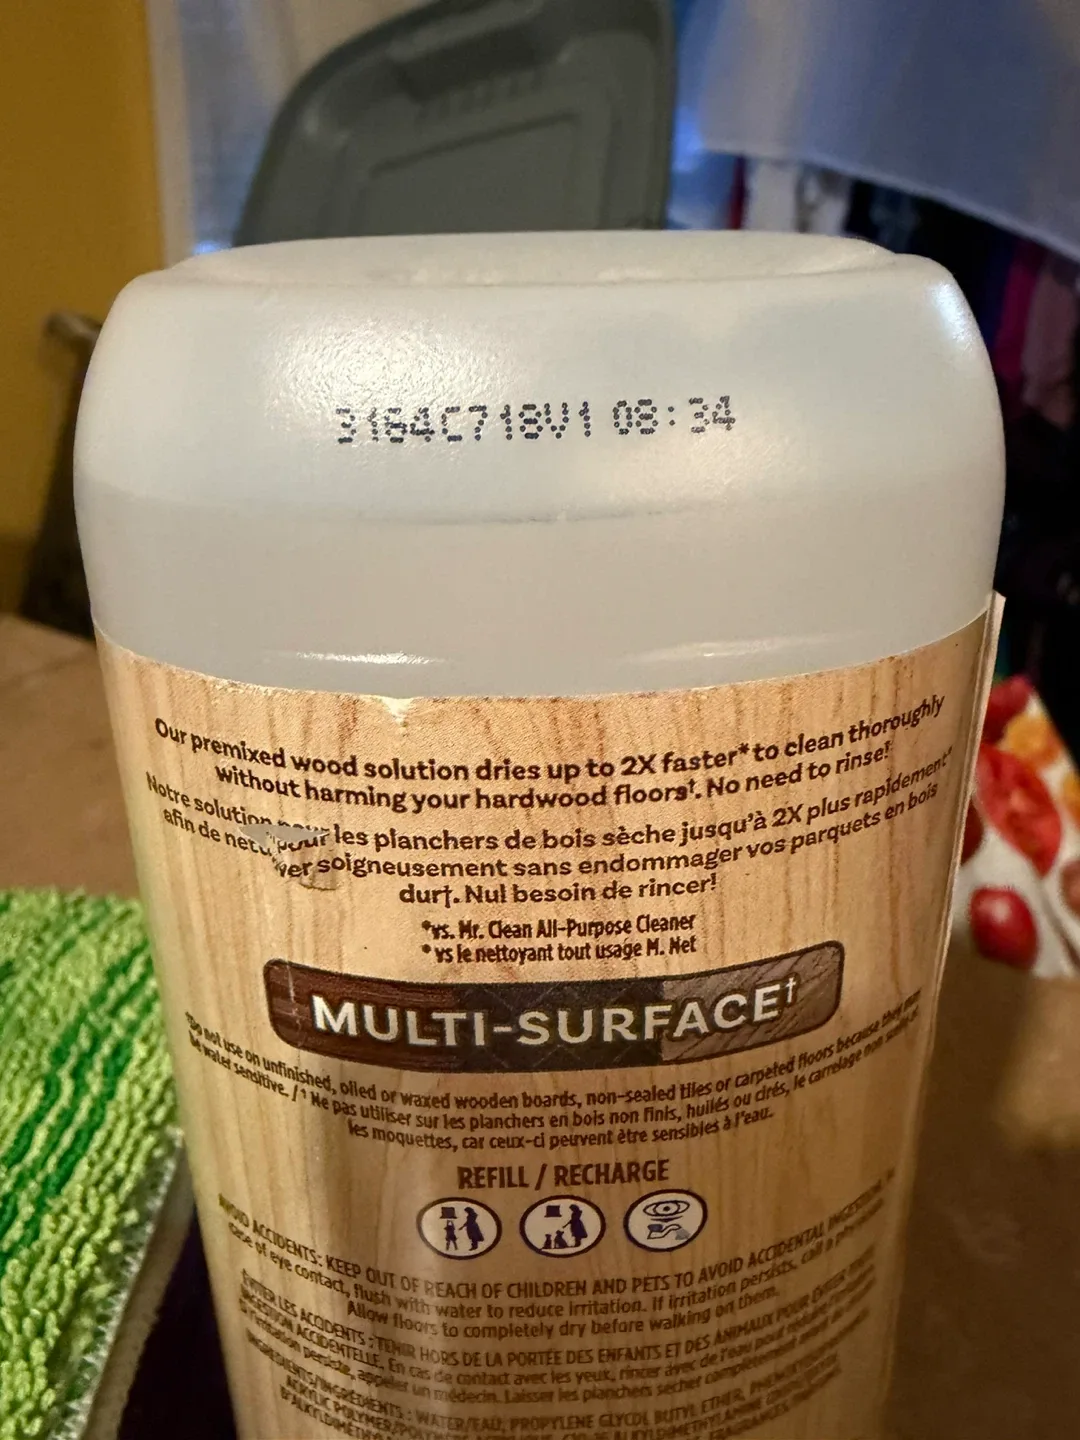 3164C718V1 08:34
Our premixed wood solution dries up to 2X faster* to clean thoroughly
without harming your hardwood floors†. No need to rinse!
Notre solution pour les planchers de bois sèche jusqu'à 2X plus rapidement*
afin de nettoyer soigneusement sans endommager vos parquets en bois
dur†. Nul besoin de rincer!
*vs. Mr. Clean All-Purpose Cleaner
*vs le nettoyant tout usage M. Net
MULTI-SURFACE†
†Do not use on unfinished, oiled or waxed wooden boards, non-sealed tiles or carpeted floors because they may
be water sensitive. / † Ne pas utiliser sur les planchers en bois non finis, huilés ou cirés, le carrelage non scellé et
les moquettes, car ceux-ci peuvent être sensibles à l'eau.
REFILL / RECHARGE
AVOID ACCIDENTS: KEEP OUT OF REACH OF CHILDREN AND PETS TO AVOID ACCIDENTAL INGESTION. In
case of eye contact, flush with water to reduce irritation. If irritation persists, call a physician.
Allow floors to completely dry before walking on them.
ÉVITER LES ACCIDENTS : TENIR HORS DE LA PORTÉE DES ENFANTS ET DES ANIMAUX POUR ÉVITER TOUTE
INGESTION ACCIDENTELLE. En cas de contact avec les yeux, rincer avec de l'eau pour réduire
l'irritation persiste, appeler un médecin. Laisser les planchers sécher complètement
INGREDIENTS/INGRÉDIENTS : WATER/EAU, PROPYLENE GLYCOL BUTYL ETHER,
ACRYLIC POLYMER/POLYMÈRE